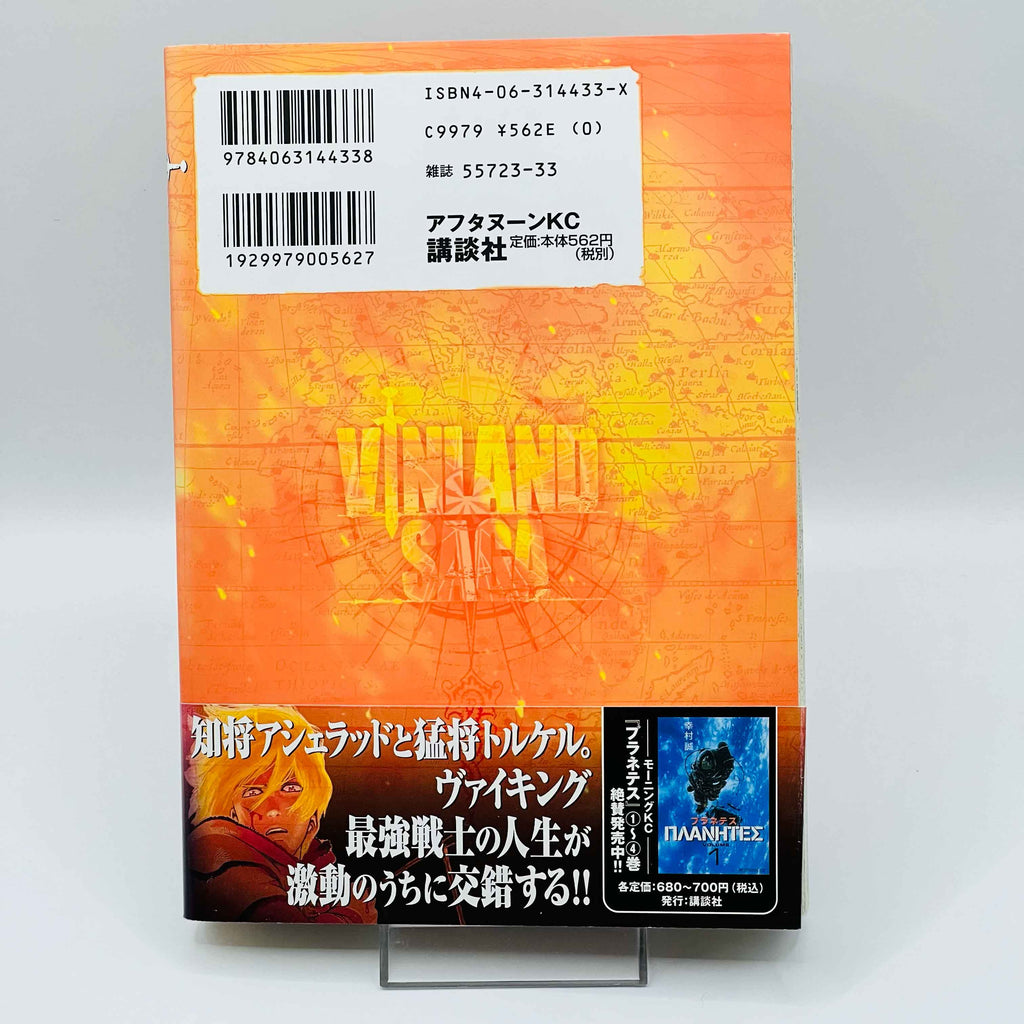 ISBN4-06-314433-X
C9979 ¥562E (0)
雑誌 55723-33
9784063144338
1929979005627
アフタヌーンKC
講談社 定価:本体562円
(税別)
Persia
Arabia
VINLAND
SAGA
知将アシェラッドと猛将トルケル。
ヴァイキング
最強戦士の人生が
激動のうちに交錯する!!
モーニングKC
『プラネテス』①〜④巻
絶賛発売中!!
幸村誠
プラネテス
ΠΛΑΝΗΤΕΣ
VOLUME
1
各定価:680〜700円(税込)
発行:講談社